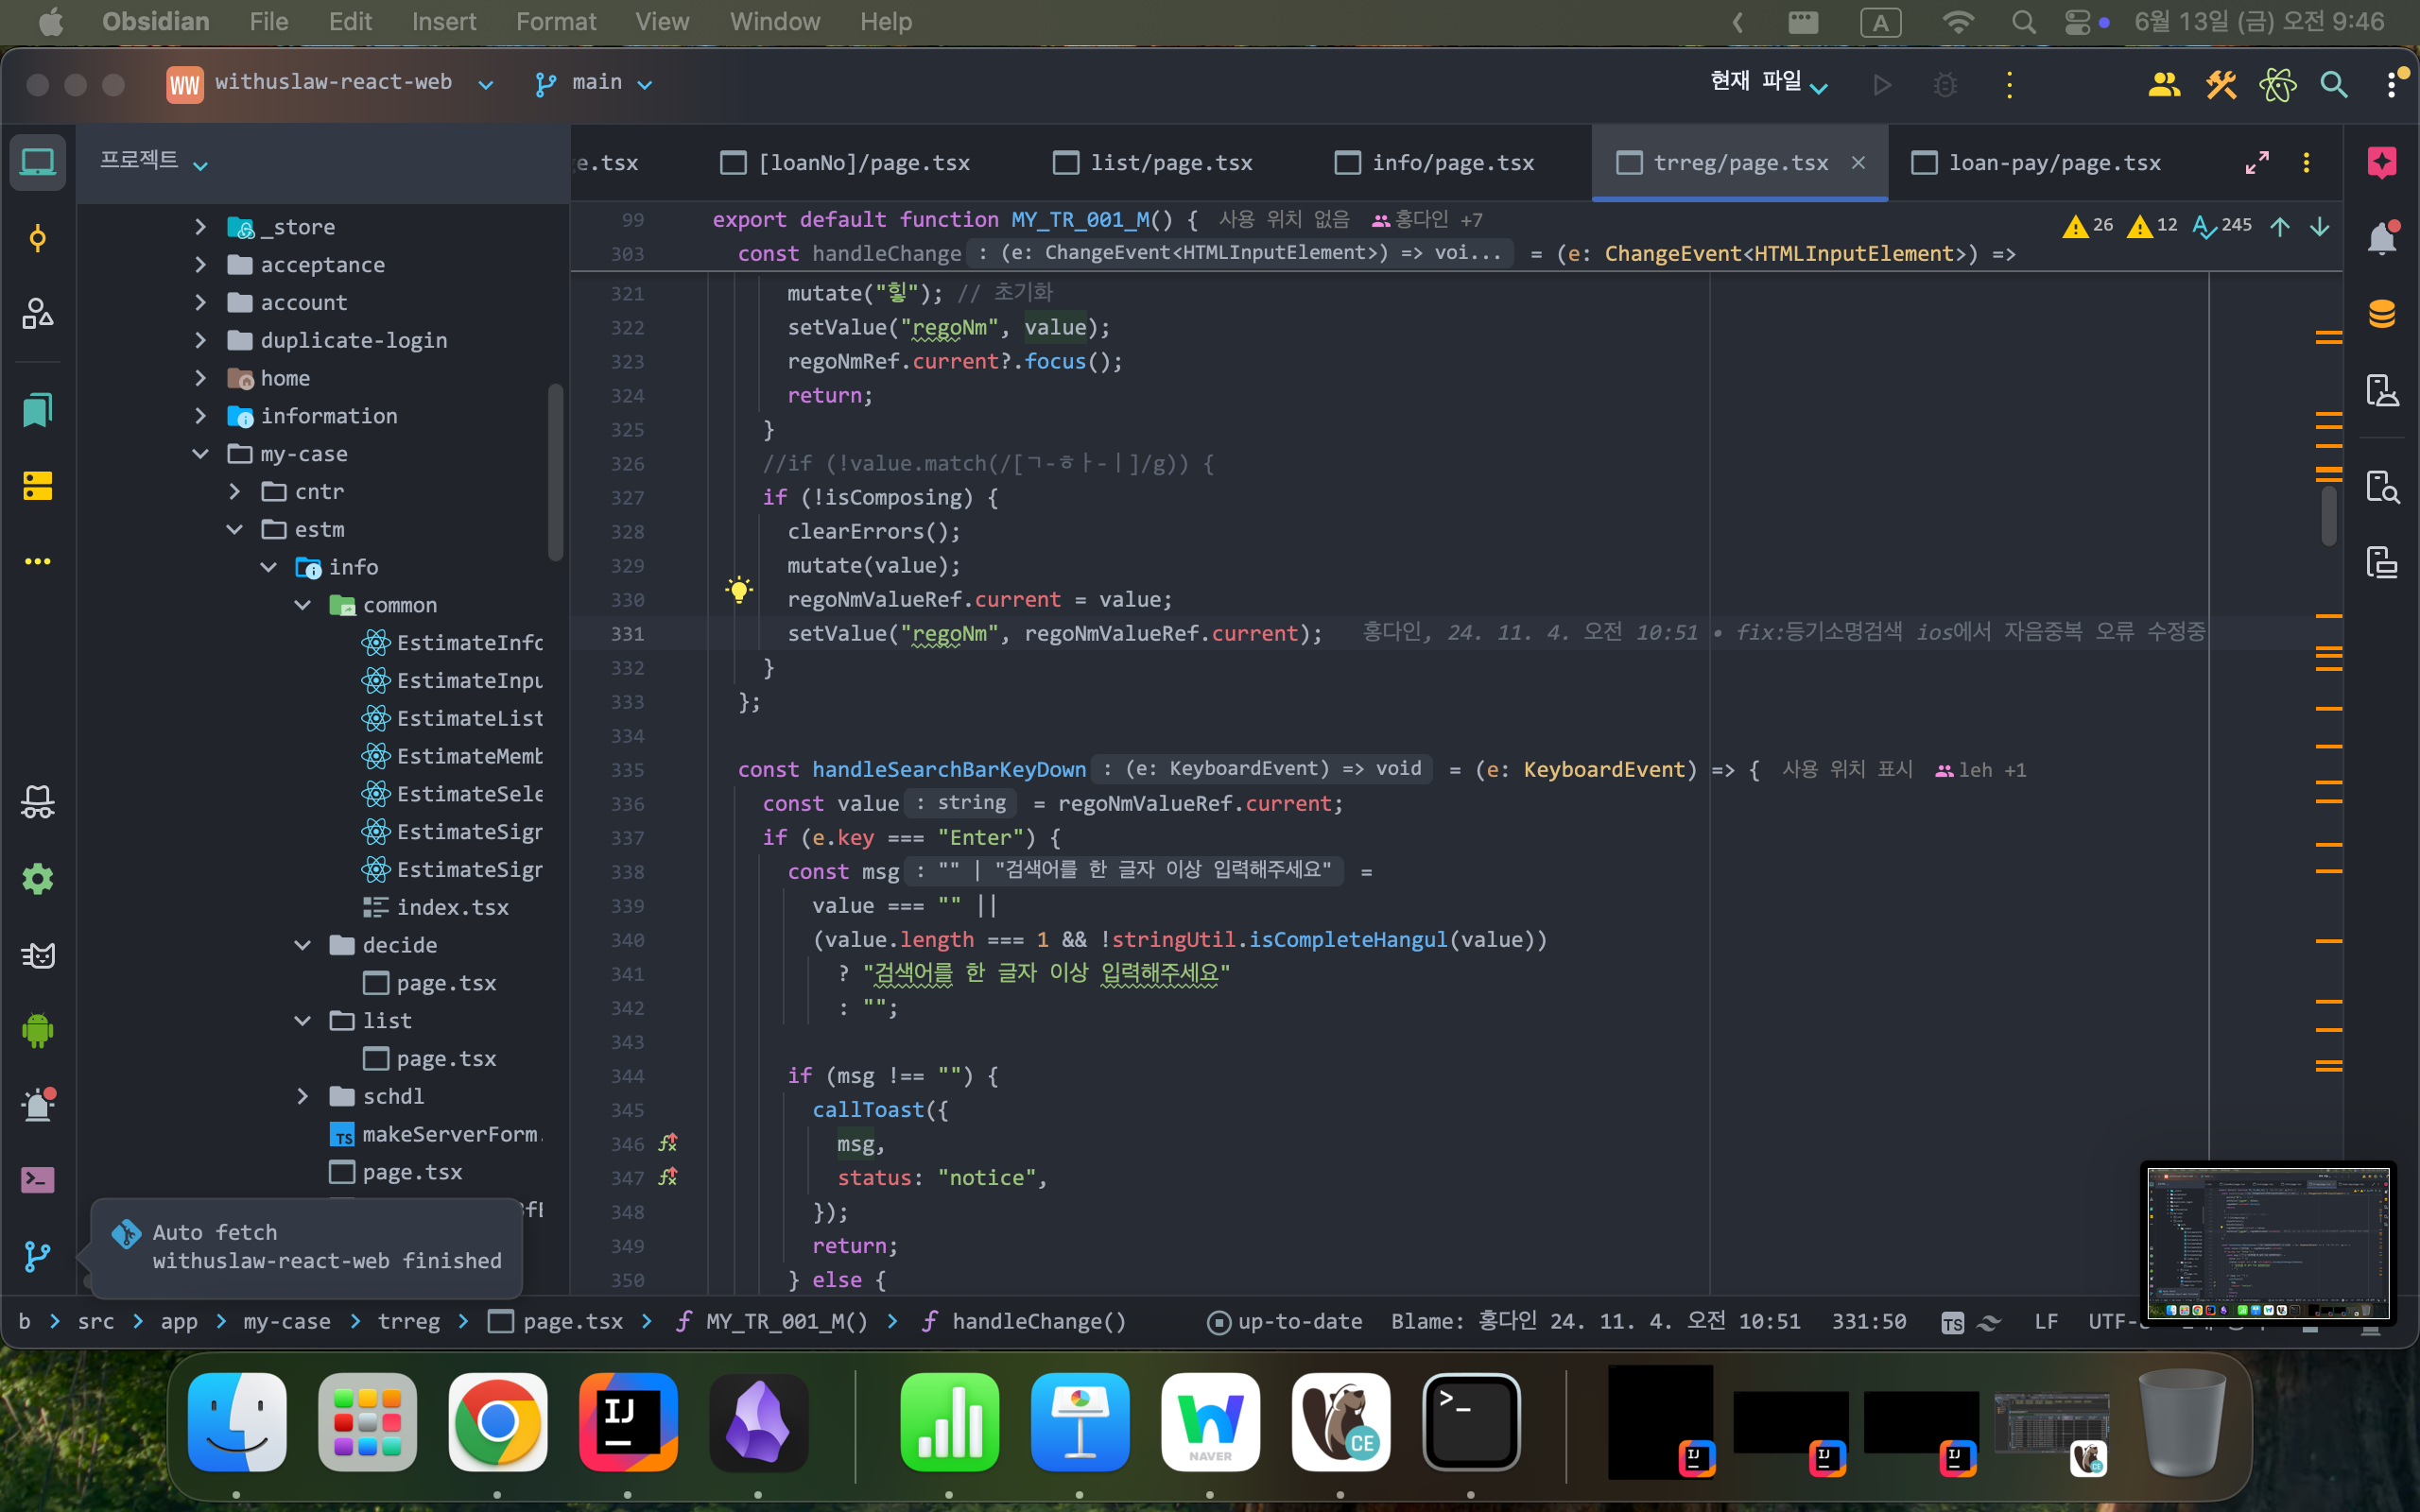 Obsidian File Edit Insert Format View Window Help A 6월 13일 (금) 오전 9:46
WW withuslaw-react-web main 현재 파일
프로젝트
e.tsx [loanNo]/page.tsx list/page.tsx info/page.tsx trreg/page.tsx × loan-pay/page.tsx
_store
acceptance
account
duplicate-login
home
information
my-case
cntr
estm
info
common
EstimateInfo
EstimateInpu
EstimateList
EstimateMemb
EstimateSele
EstimateSign
EstimateSign
index.tsx
decide
page.tsx
list
page.tsx
schdl
TS makeServerForm.
page.tsx
Auto fetch
withuslaw-react-web finished
26 12 245
99 export default function MY_TR_001_M() { 사용 위치 없음 홍다인 +7
303 const handleChange : (e: ChangeEvent<HTMLInputElement>) => voi... = (e: ChangeEvent<HTMLInputElement>) =>
321 mutate("힣"); // 초기화
322 setValue("regoNm", value);
323 regoNmRef.current?.focus();
324 return;
325 }
326 //if (!value.match(/[ㄱ-ㅎㅏ-ㅣ]/g)) {
327 if (!isComposing) {
328 clearErrors();
329 mutate(value);
330 regoNmValueRef.current = value;
331 setValue("regoNm", regoNmValueRef.current); 홍다인, 24. 11. 4. 오전 10:51 • fix:등기소명검색 ios에서 자음중복 오류 수정중
332 }
333 };
334
335 const handleSearchBarKeyDown : (e: KeyboardEvent) => void = (e: KeyboardEvent) => { 사용 위치 표시 leh +1
336 const value : string = regoNmValueRef.current;
337 if (e.key === "Enter") {
338 const msg : "" | "검색어를 한 글자 이상 입력해주세요" =
339 value === "" ||
340 (value.length === 1 && !stringUtil.isCompleteHangul(value))
341 ? "검색어를 한 글자 이상 입력해주세요"
342 : "";
343
344 if (msg !== "") {
345 callToast({
346 msg,
347 status: "notice",
348 });
349 return;
350 } else {
b > src > app > my-case > trreg > page.tsx > MY_TR_001_M() > handleChange() up-to-date Blame: 홍다인 24. 11. 4. 오전 10:51 331:50 TS LF UTF-
IJ NAVER CE >_ IJ IJ IJ CE